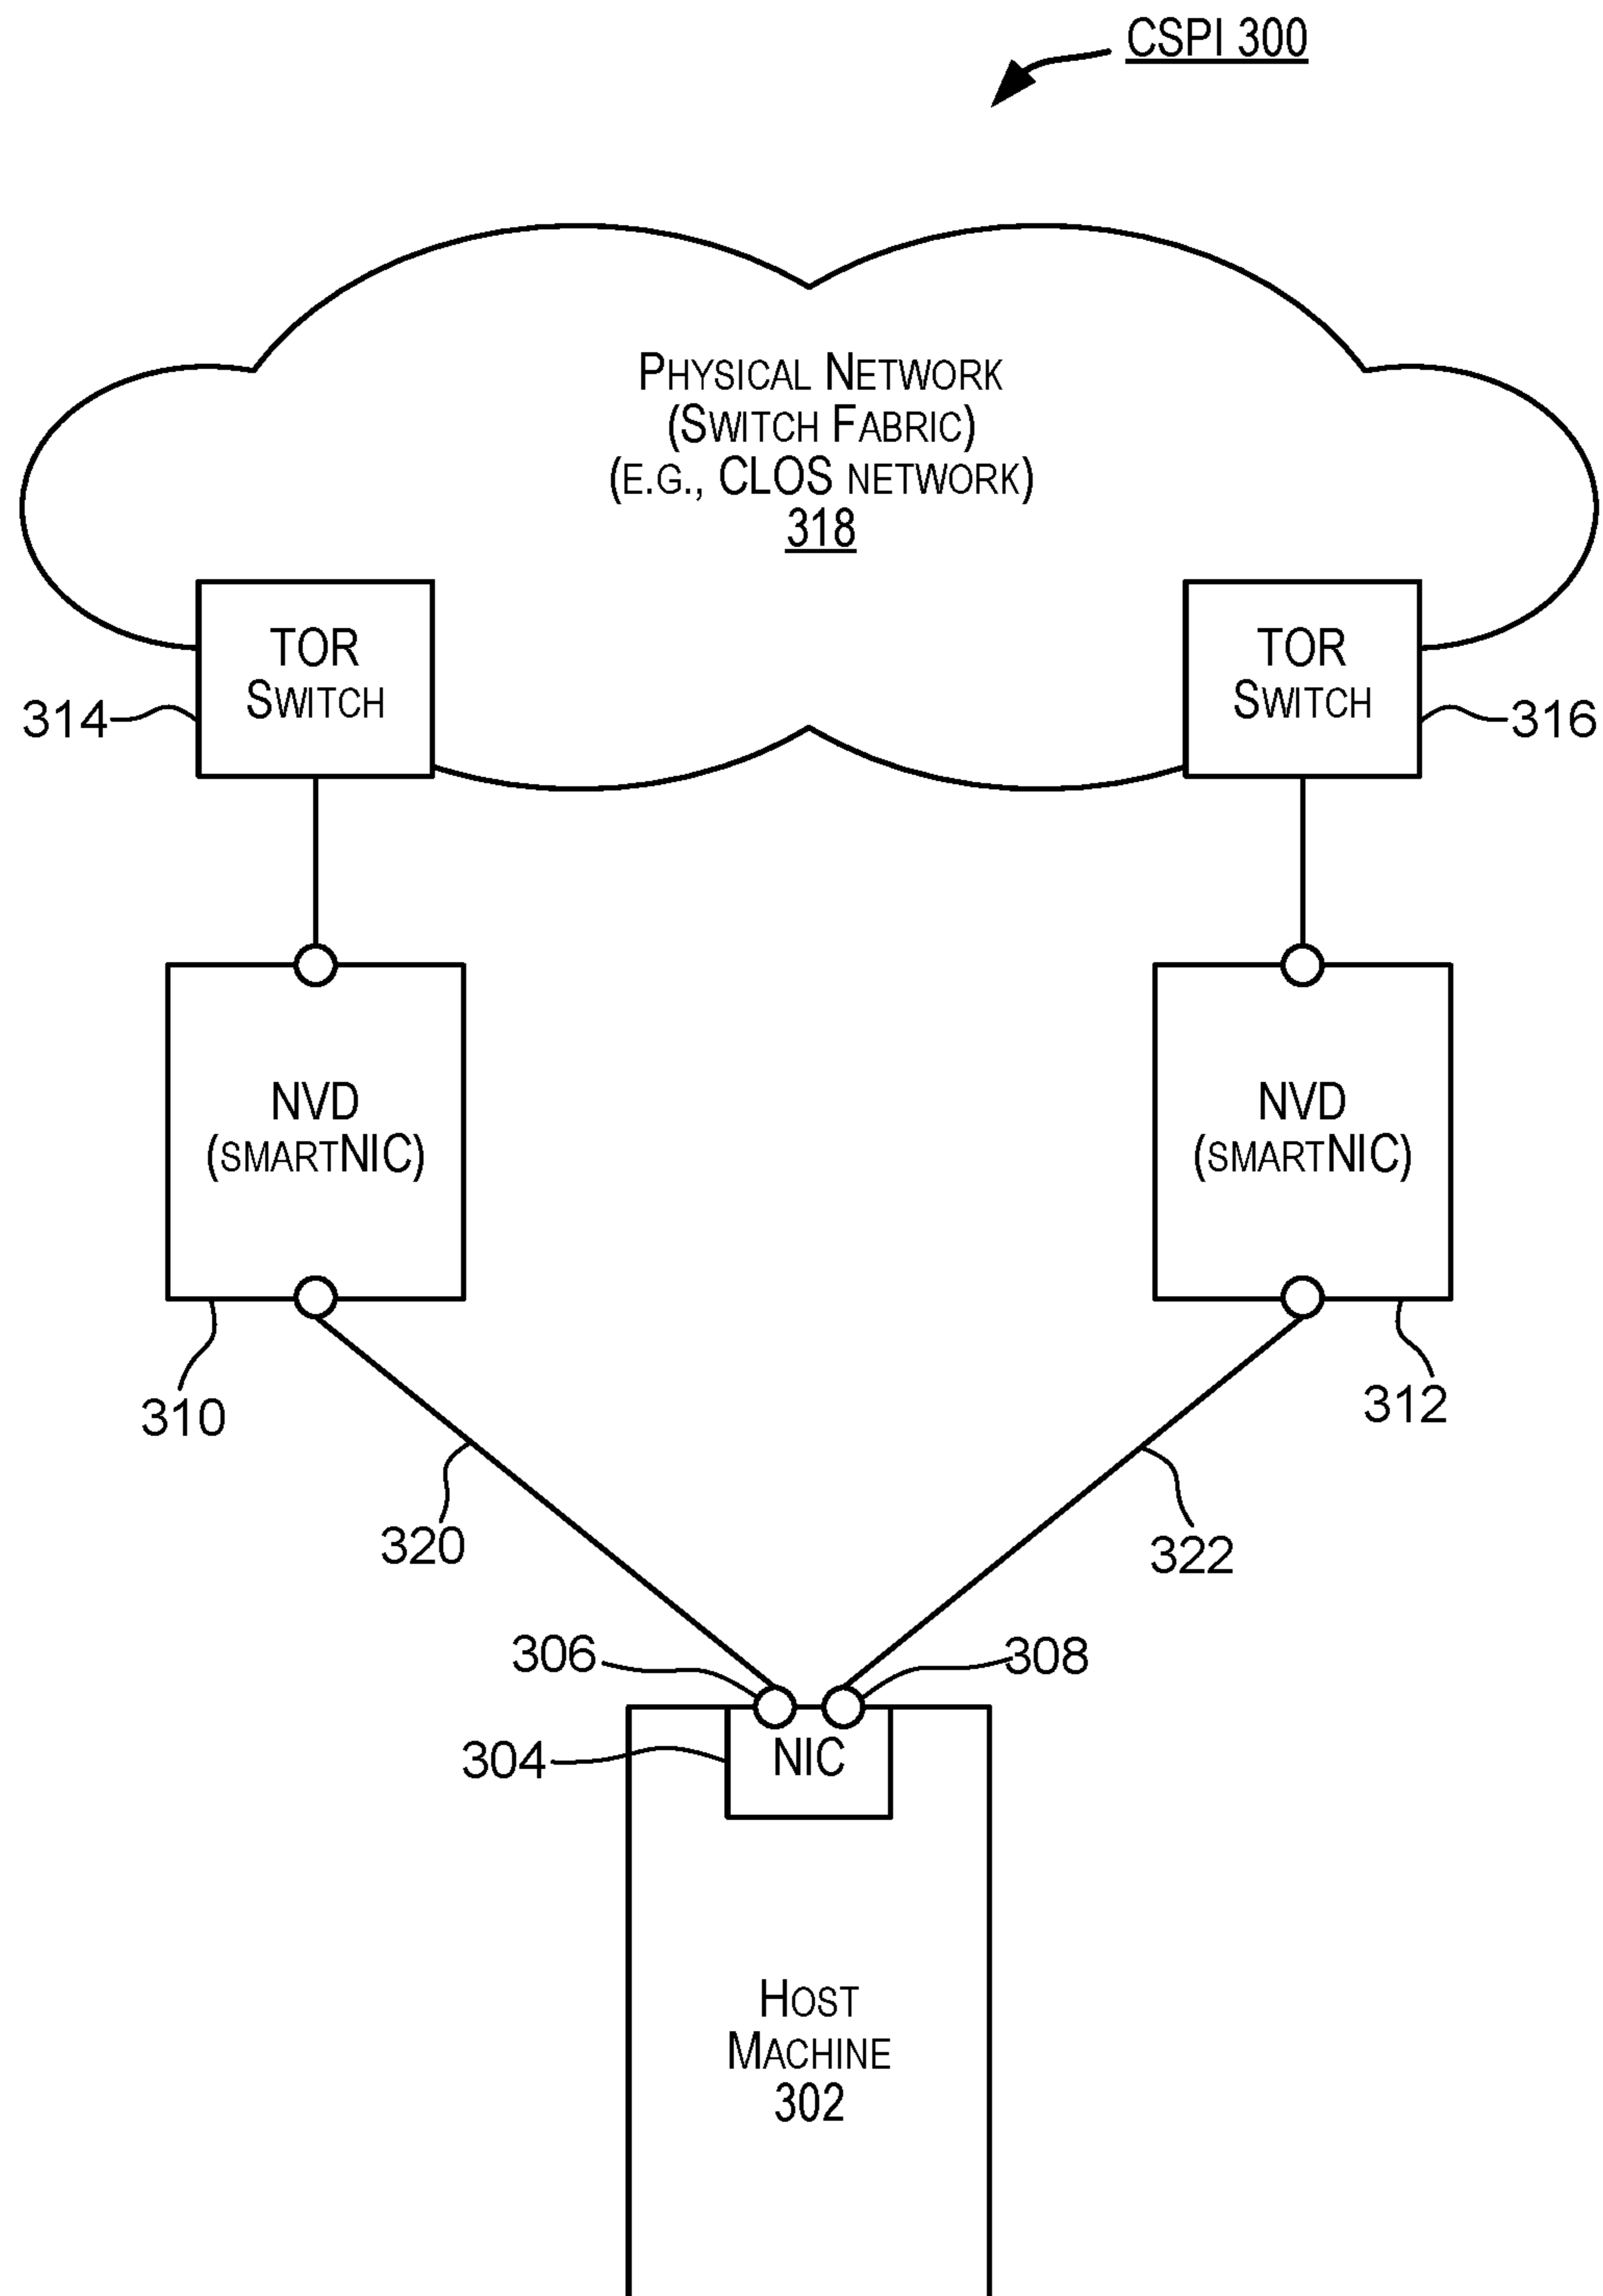 CSPI 300
PHYSICAL NETWORK
(SWITCH FABRIC)
(E.G., CLOS NETWORK)
318
TOR
SWITCH
TOR
SWITCH
314
316
NVD
(SMARTNIC)
NVD
(SMARTNIC)
310
312
320
322
306
308
304
NIC
HOST
MACHINE
302